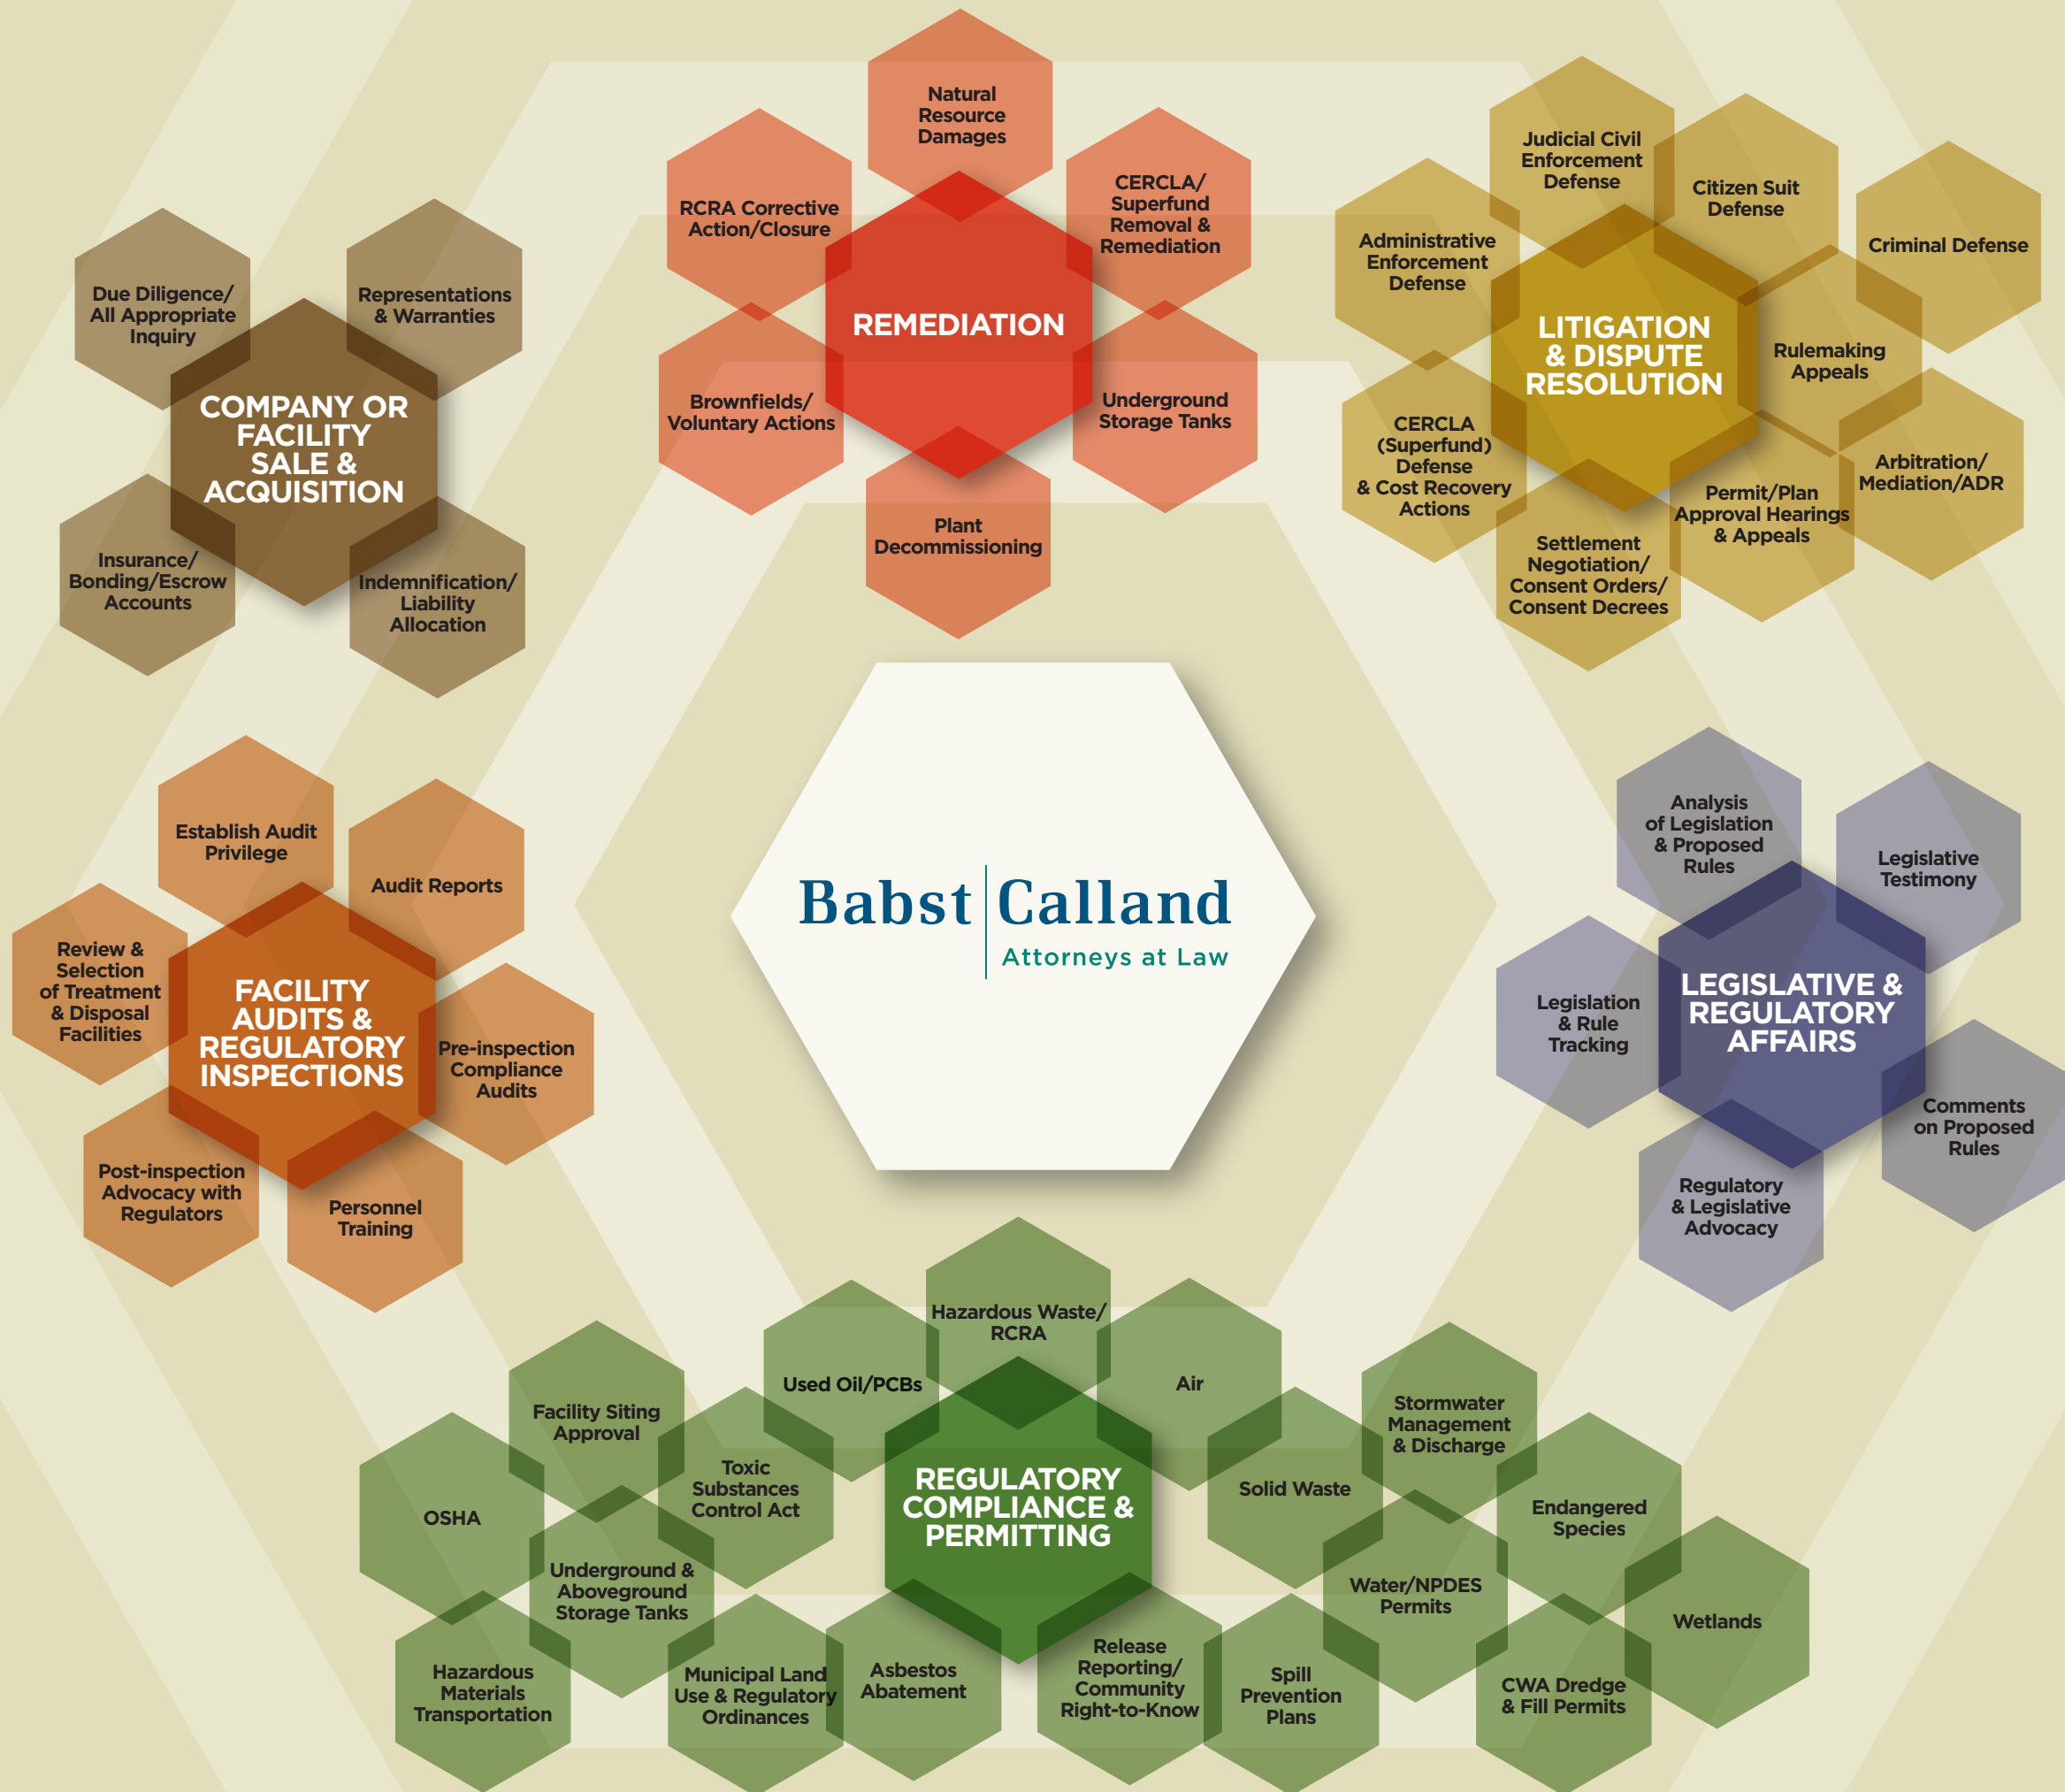 Natural
Resource
Damages
RCRA Corrective
Action/Closure
CERCLA/
Superfund
Removal &
Remediation
REMEDIATION
Brownfields/
Voluntary Actions
Underground
Storage Tanks
Plant
Decommissioning
Judicial Civil
Enforcement
Defense
Citizen Suit
Defense
Criminal Defense
Administrative
Enforcement
Defense
LITIGATION
& DISPUTE
RESOLUTION
Rulemaking
Appeals
CERCLA
(Superfund)
Defense
& Cost Recovery
Actions
Arbitration/
Mediation/ADR
Permit/Plan
Approval Hearings
& Appeals
Settlement
Negotiation/
Consent Orders/
Consent Decrees
Due Diligence/
All Appropriate
Inquiry
Representations
& Warranties
COMPANY OR
FACILITY
SALE &
ACQUISITION
Insurance/
Bonding/Escrow
Accounts
Indemnification/
Liability
Allocation
Babst Calland
Attorneys at Law
Establish Audit
Privilege
Audit Reports
Review &
Selection
of Treatment
& Disposal
Facilities
FACILITY
AUDITS &
REGULATORY
INSPECTIONS
Pre-inspection
Compliance
Audits
Post-inspection
Advocacy with
Regulators
Personnel
Training
Analysis
of Legislation
& Proposed
Rules
Legislative
Testimony
Legislation
& Rule
Tracking
LEGISLATIVE &
REGULATORY
AFFAIRS
Comments
on Proposed
Rules
Regulatory
& Legislative
Advocacy
Hazardous Waste/
RCRA
Used Oil/PCBs
Air
Facility Siting
Approval
Toxic
Substances
Control Act
REGULATORY
COMPLIANCE &
PERMITTING
Solid Waste
Stormwater
Management
& Discharge
OSHA
Endangered
Species
Underground &
Aboveground
Storage Tanks
Water/NPDES
Permits
Wetlands
Hazardous
Materials
Transportation
Municipal Land
Use & Regulatory
Ordinances
Asbestos
Abatement
Release
Reporting/
Community
Right-to-Know
Spill
Prevention
Plans
CWA Dredge
& Fill Permits